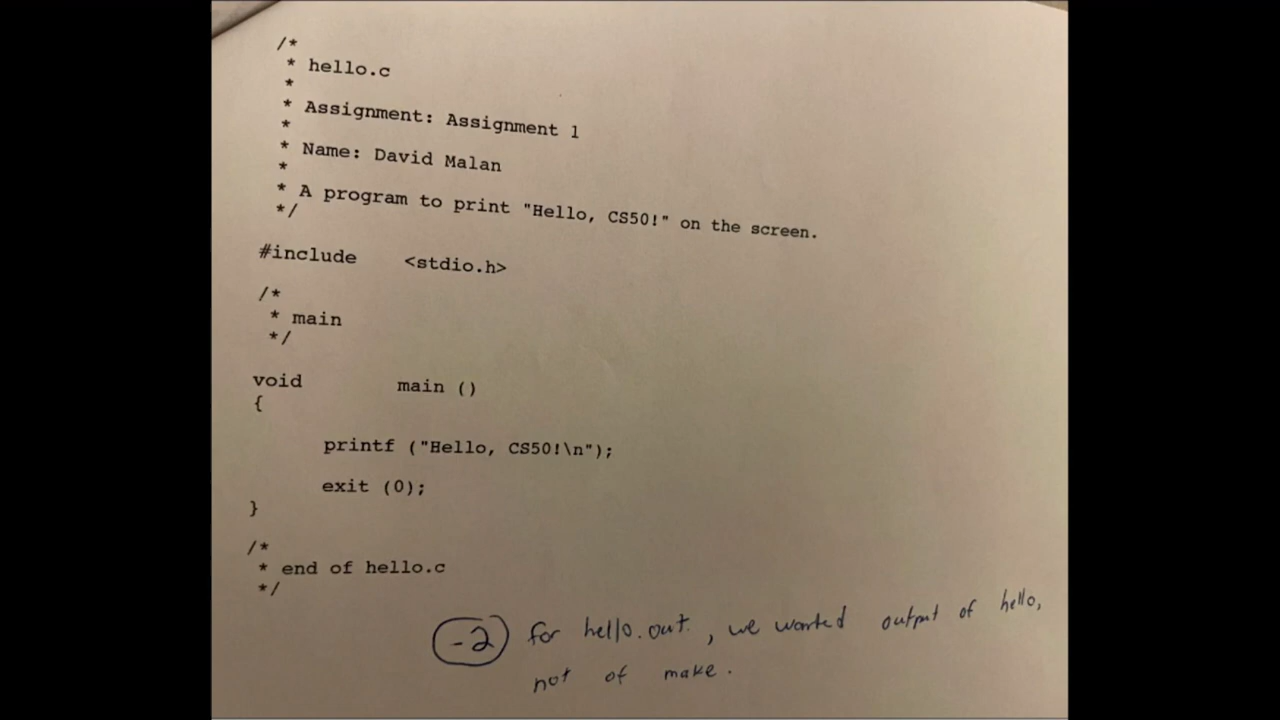 /*
* hello.c
*
* Assignment: Assignment 1
*
* Name: David Malan
*
* A program to print "Hello, CS50!" on the screen.
*/
#include    <stdio.h>
/*
* main
*/
void        main ()
{
printf ("Hello, CS50!\n");
exit (0);
}
/*
* end of hello.c
*/
-2 for hello.out, we wanted output of hello,
not of make.